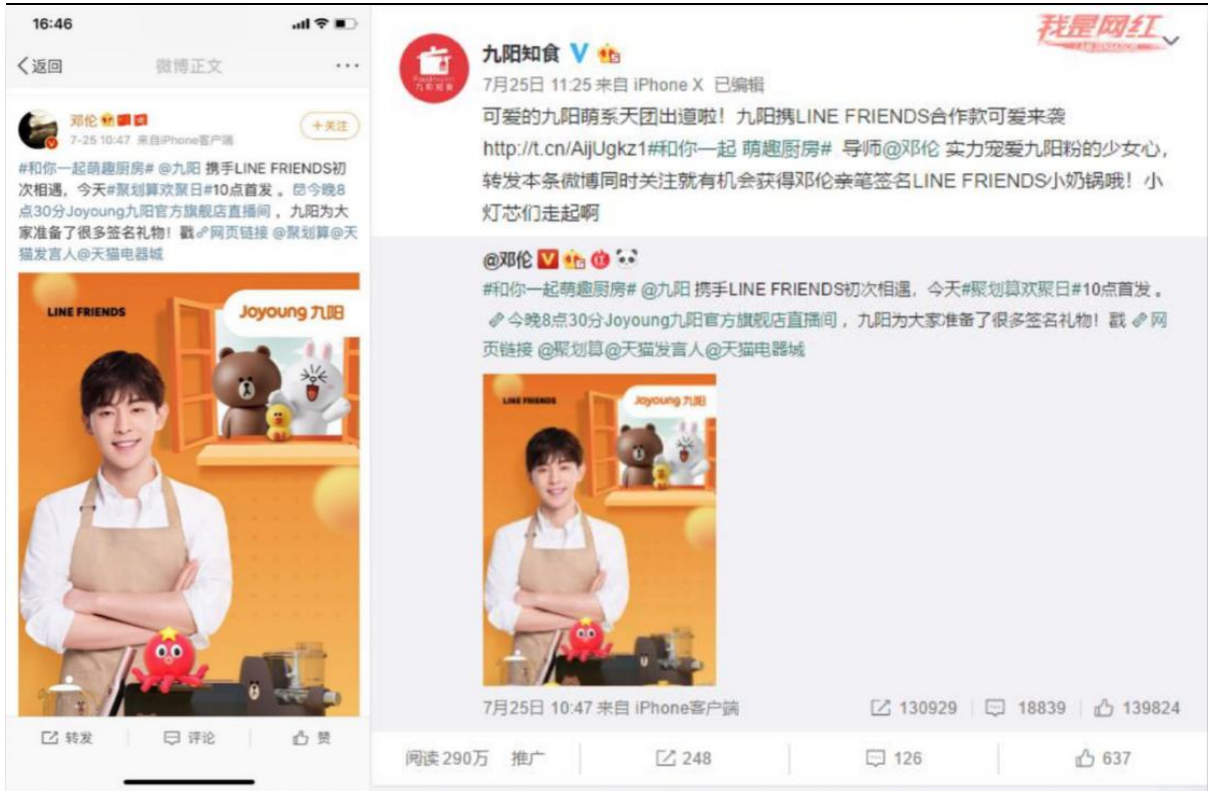 16:46
返回
微博正文
邓伦
7-25 10:47 来自iPhone客户端
+关注
#和你一起萌趣厨房# @九阳 携手LINE FRIENDS初
次相遇，今天#聚划算欢聚日#10点首发 。今晚8
点30分Joyoung九阳官方旗舰店直播间 ，九阳为大
家准备了很多签名礼物！戳网页链接 @聚划算@天
猫发言人@天猫电器城
LINE FRIENDS
Joyoung 九阳
转发
评论
赞
我是网红
九阳知食
7月25日 11:25 来自 iPhone X 已编辑
可爱的九阳萌系天团出道啦！九阳携LINE FRIENDS合作款可爱来袭
http://t.cn/AijUgkz1#和你一起 萌趣厨房# 导师@邓伦 实力宠爱九阳粉的少女心，
转发本条微博同时关注就有机会获得邓伦亲笔签名LINE FRIENDS小奶锅哦！小
灯芯们走起啊
@邓伦
#和你一起萌趣厨房# @九阳 携手LINE FRIENDS初次相遇，今天#聚划算欢聚日#10点首发 。
今晚8点30分Joyoung九阳官方旗舰店直播间 ，九阳为大家准备了很多签名礼物！戳 网
页链接 @聚划算@天猫发言人@天猫电器城
LINE FRIENDS
Joyoung 九阳
7月25日 10:47 来自 iPhone客户端
130929
18839
139824
阅读 290万 推广
248
126
637